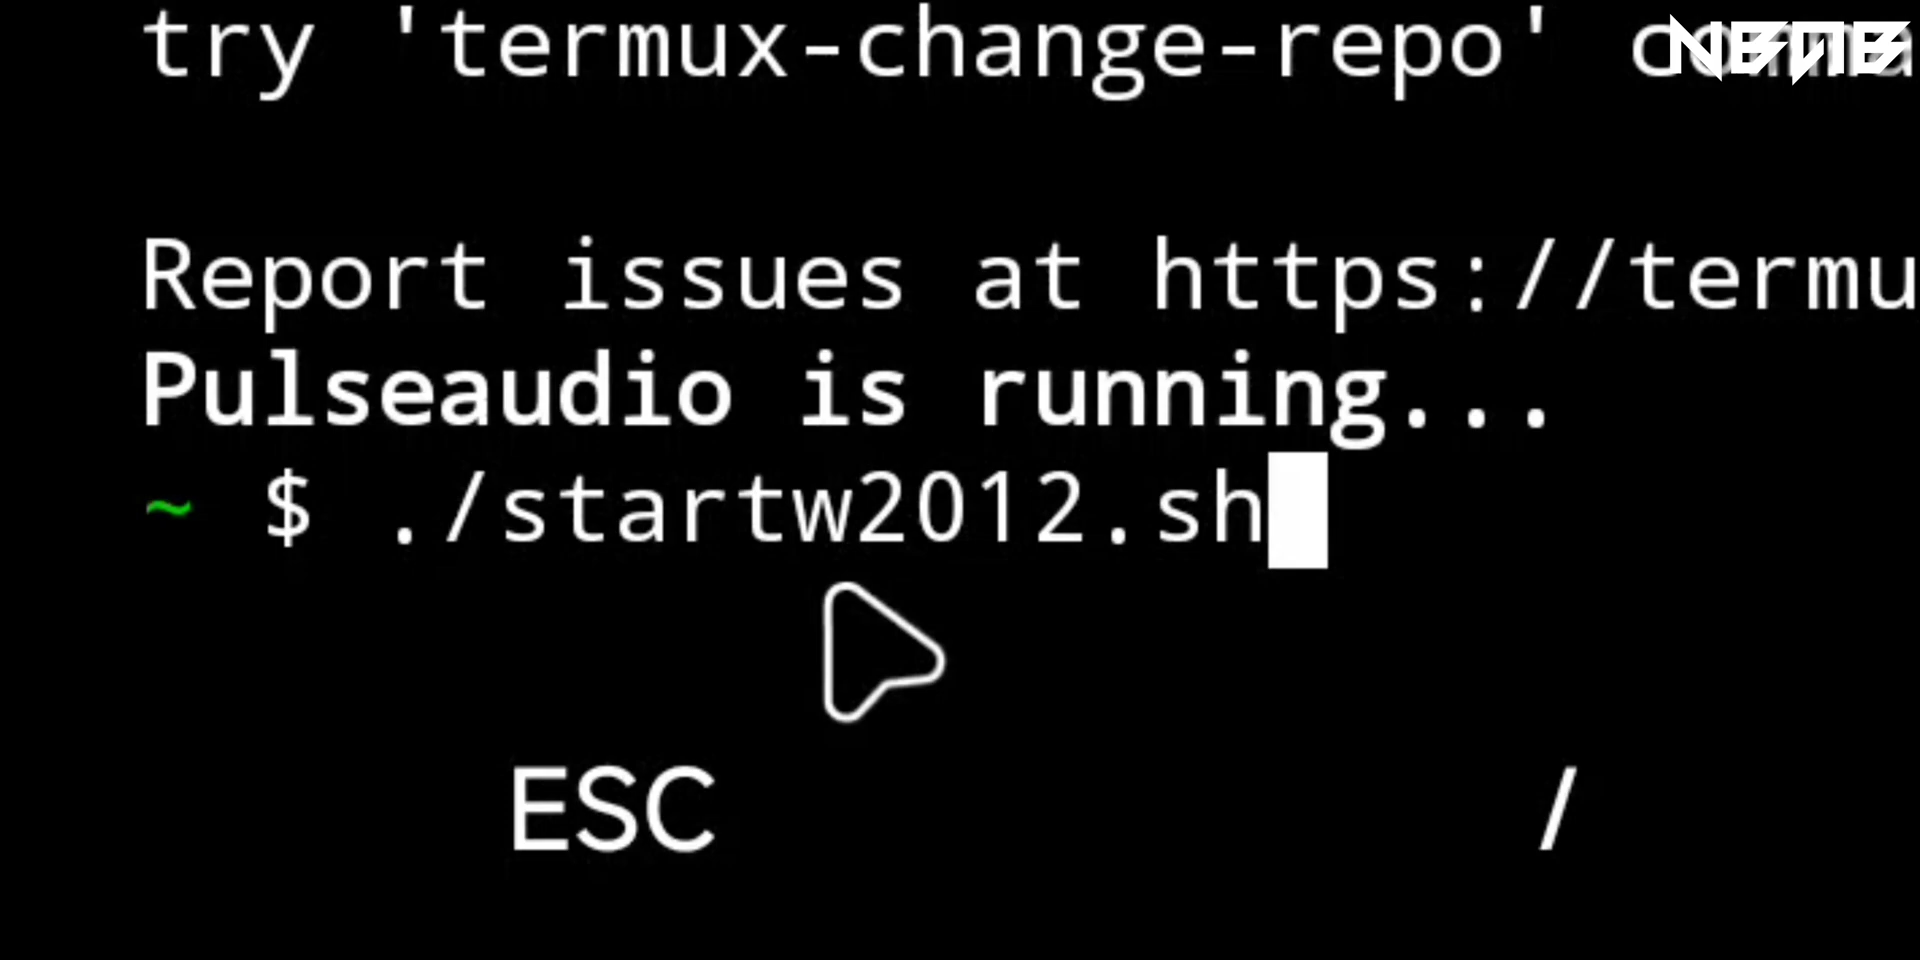 try 'termux-change-repo'
Report issues at https://termu
Pulseaudio is running...
~ $ ./startw2012.sh
ESC /